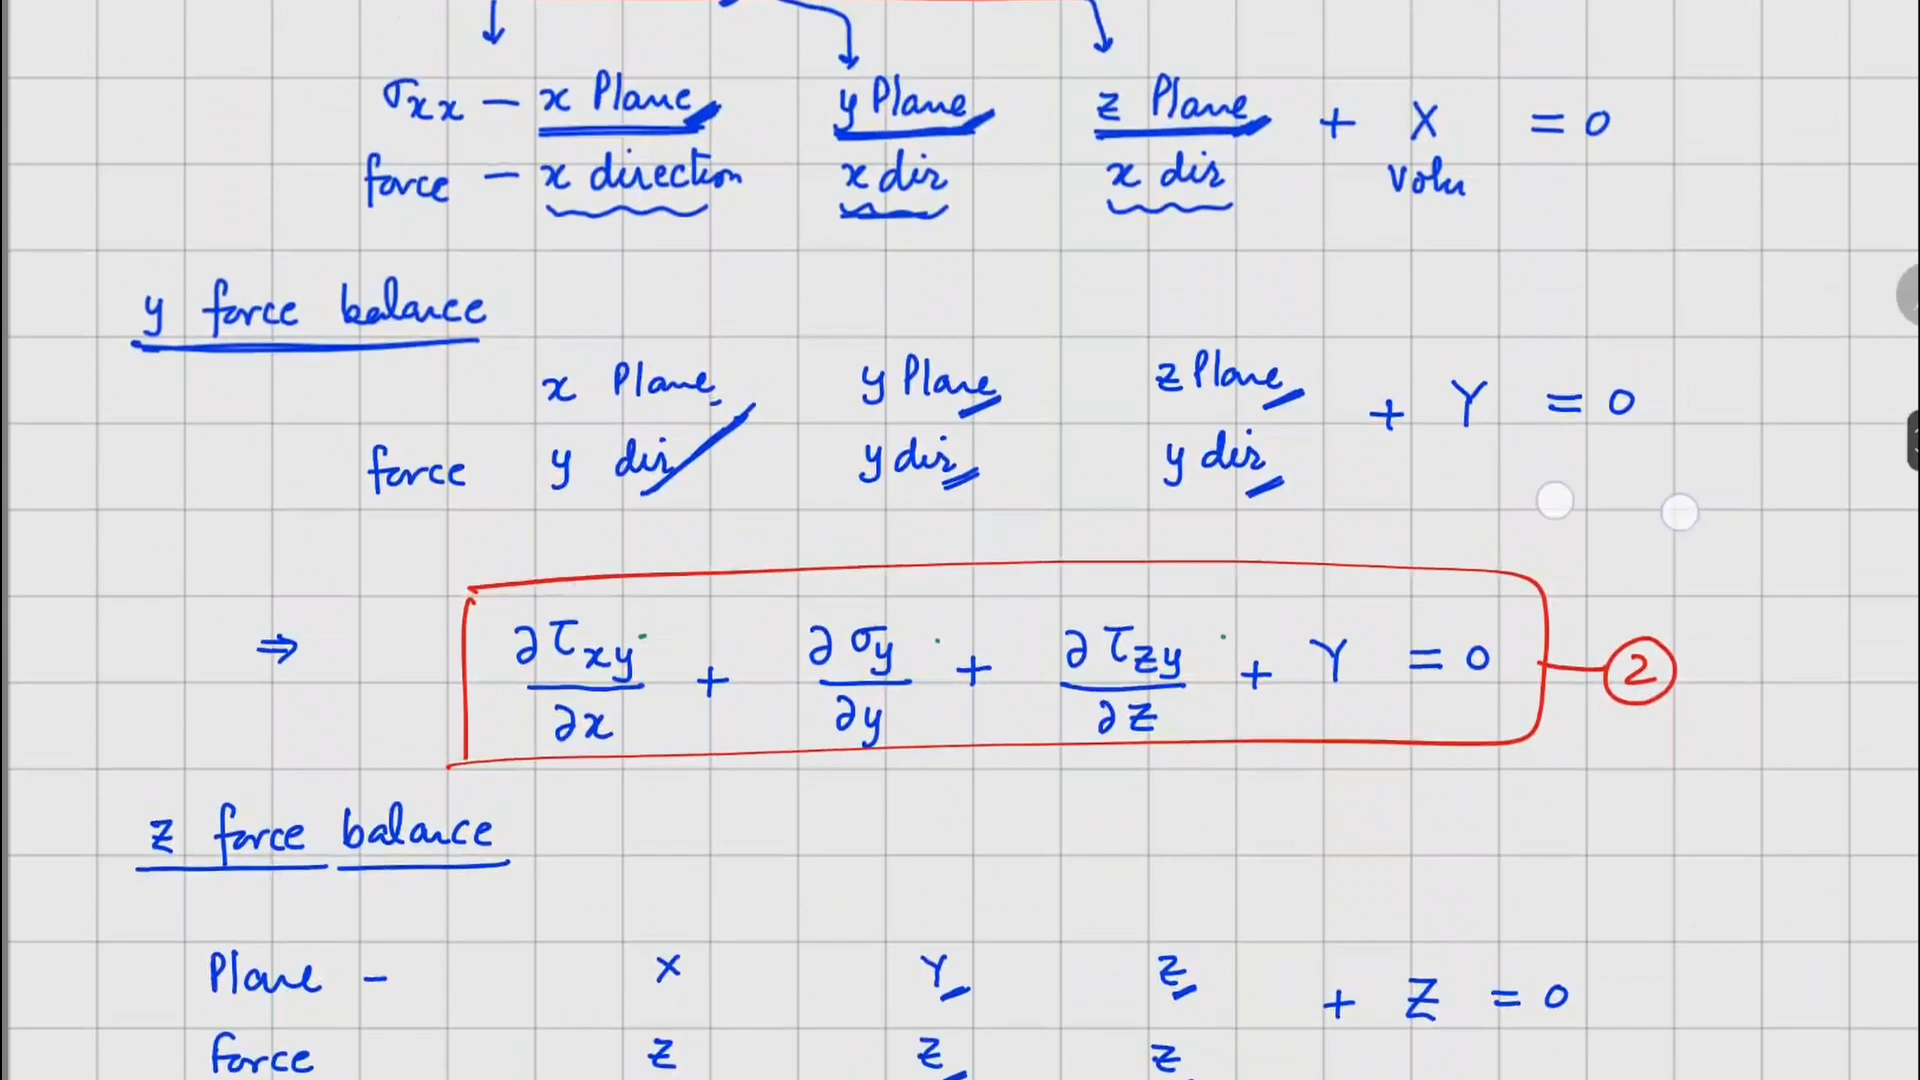 σxx – x Plane y Plane z Plane + X = 0
force – x direction x dir x dir Volu
y force balance
x Plane y Plane z Plane + Y = 0
force y dir y dir y dir
⇒ ∂τxy/∂x + ∂σy/∂y + ∂τzy/∂z + Y = 0 — 2
z force balance
Plane – X Y Z + Z = 0
force Z Z Z